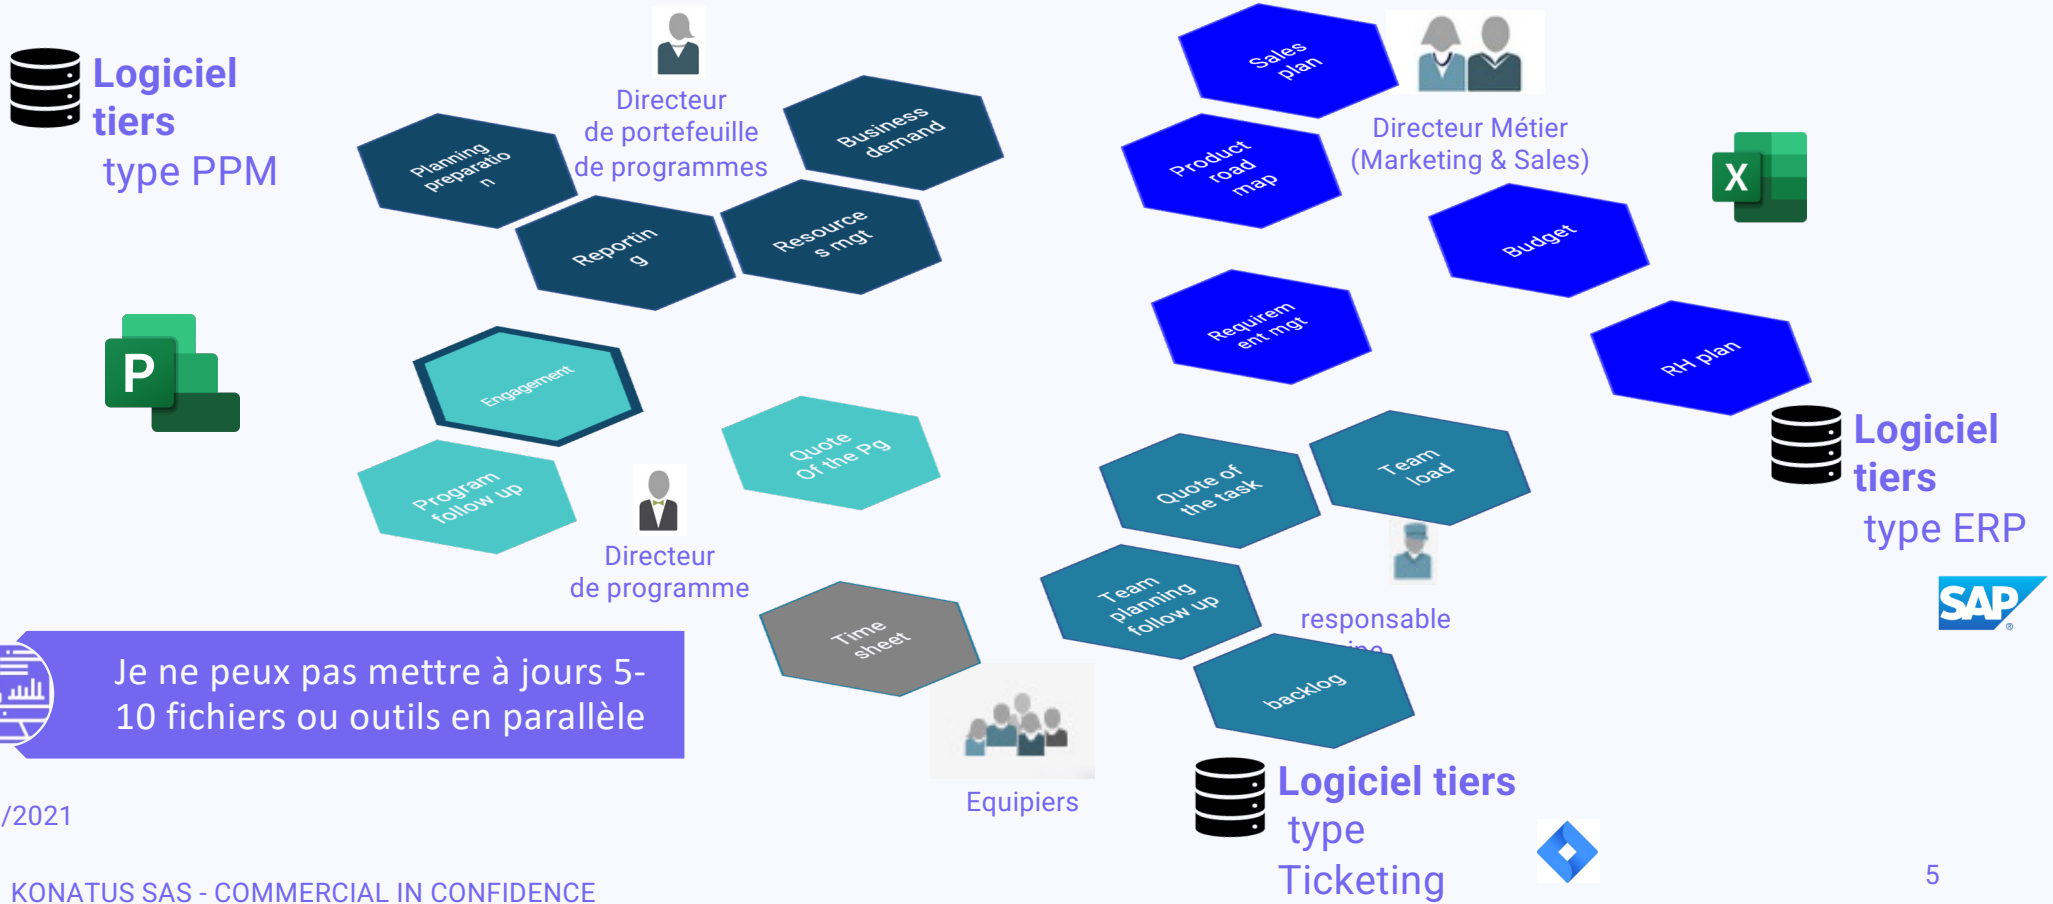 Logiciel
tiers
type PPM
Directeur
de portefeuille
de programmes
Planning
preparatio
n
Reportin
g
Business
demand
Resource
s mgt
Sales
plan
Product
road
map
Directeur Métier
(Marketing & Sales)
X
Budget
Requirem
ent mgt
RH plan
P
Engagement
Program
follow up
Quote
Of the Pg
Directeur
de programme
Quote of
the task
Team
load
Team
planning
follow up
responsable
backlog
Logiciel
tiers
type ERP
SAP
®
Time
sheet
Equipiers
Je ne peux pas mettre à jours 5-
10 fichiers ou outils en parallèle
Logiciel tiers
type
Ticketing
/2021
KONATUS SAS - COMMERCIAL IN CONFIDENCE
5